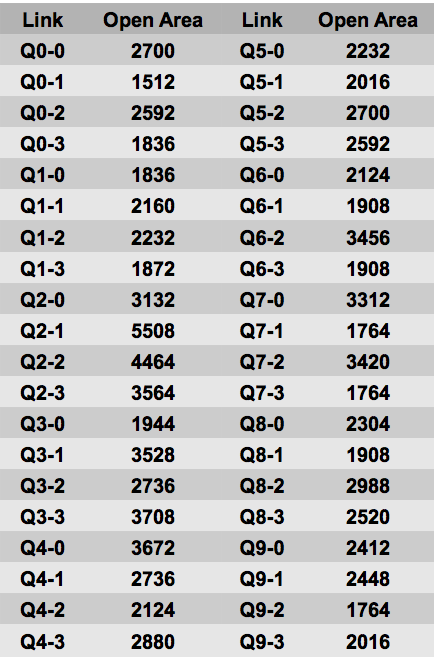 Link Open Area Link Open Area
Q0-0 2700 Q5-0 2232
Q0-1 1512 Q5-1 2016
Q0-2 2592 Q5-2 2700
Q0-3 1836 Q5-3 2592
Q1-0 1836 Q6-0 2124
Q1-1 2160 Q6-1 1908
Q1-2 2232 Q6-2 3456
Q1-3 1872 Q6-3 1908
Q2-0 3132 Q7-0 3312
Q2-1 5508 Q7-1 1764
Q2-2 4464 Q7-2 3420
Q2-3 3564 Q7-3 1764
Q3-0 1944 Q8-0 2304
Q3-1 3528 Q8-1 1908
Q3-2 2736 Q8-2 2988
Q3-3 3708 Q8-3 2520
Q4-0 3672 Q9-0 2412
Q4-1 2736 Q9-1 2448
Q4-2 2124 Q9-2 1764
Q4-3 2880 Q9-3 2016